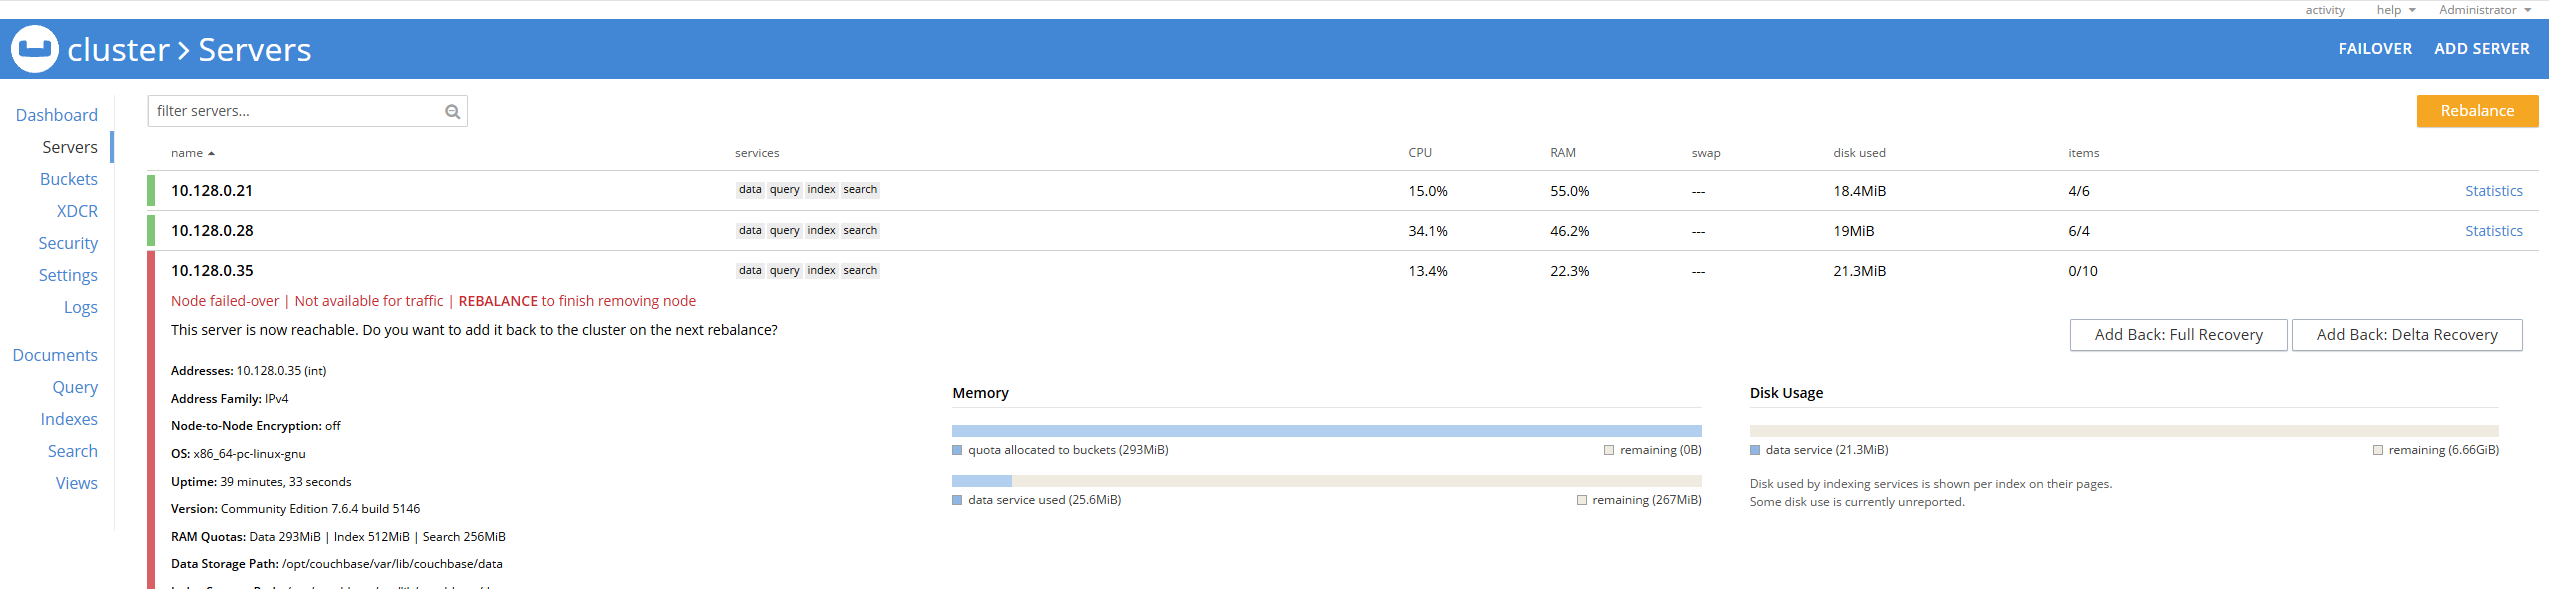 activity help Administrator
cluster > Servers FAILOVER ADD SERVER
Dashboard
Servers
Buckets
XDCR
Security
Settings
Logs
Documents
Query
Indexes
Search
Views
filter servers...
Rebalance
name services CPU RAM swap disk used items
10.128.0.21 data query index search 15.0% 55.0% --- 18.4MiB 4/6 Statistics
10.128.0.28 data query index search 34.1% 46.2% --- 19MiB 6/4 Statistics
10.128.0.35 data query index search 13.4% 22.3% --- 21.3MiB 0/10
Node failed-over | Not available for traffic | REBALANCE to finish removing node
This server is now reachable. Do you want to add it back to the cluster on the next rebalance?
Add Back: Full Recovery Add Back: Delta Recovery
Addresses: 10.128.0.35 (int)
Address Family: IPv4
Node-to-Node Encryption: off
OS: x86_64-pc-linux-gnu
Uptime: 39 minutes, 33 seconds
Version: Community Edition 7.6.4 build 5146
RAM Quotas: Data 293MiB | Index 512MiB | Search 256MiB
Data Storage Path: /opt/couchbase/var/lib/couchbase/data
Memory
quota allocated to buckets (293MiB) remaining (0B)
data service used (25.6MiB) remaining (267MiB)
Disk Usage
data service (21.3MiB) remaining (6.66GiB)
Disk used by indexing services is shown per index on their pages.
Some disk use is currently unreported.